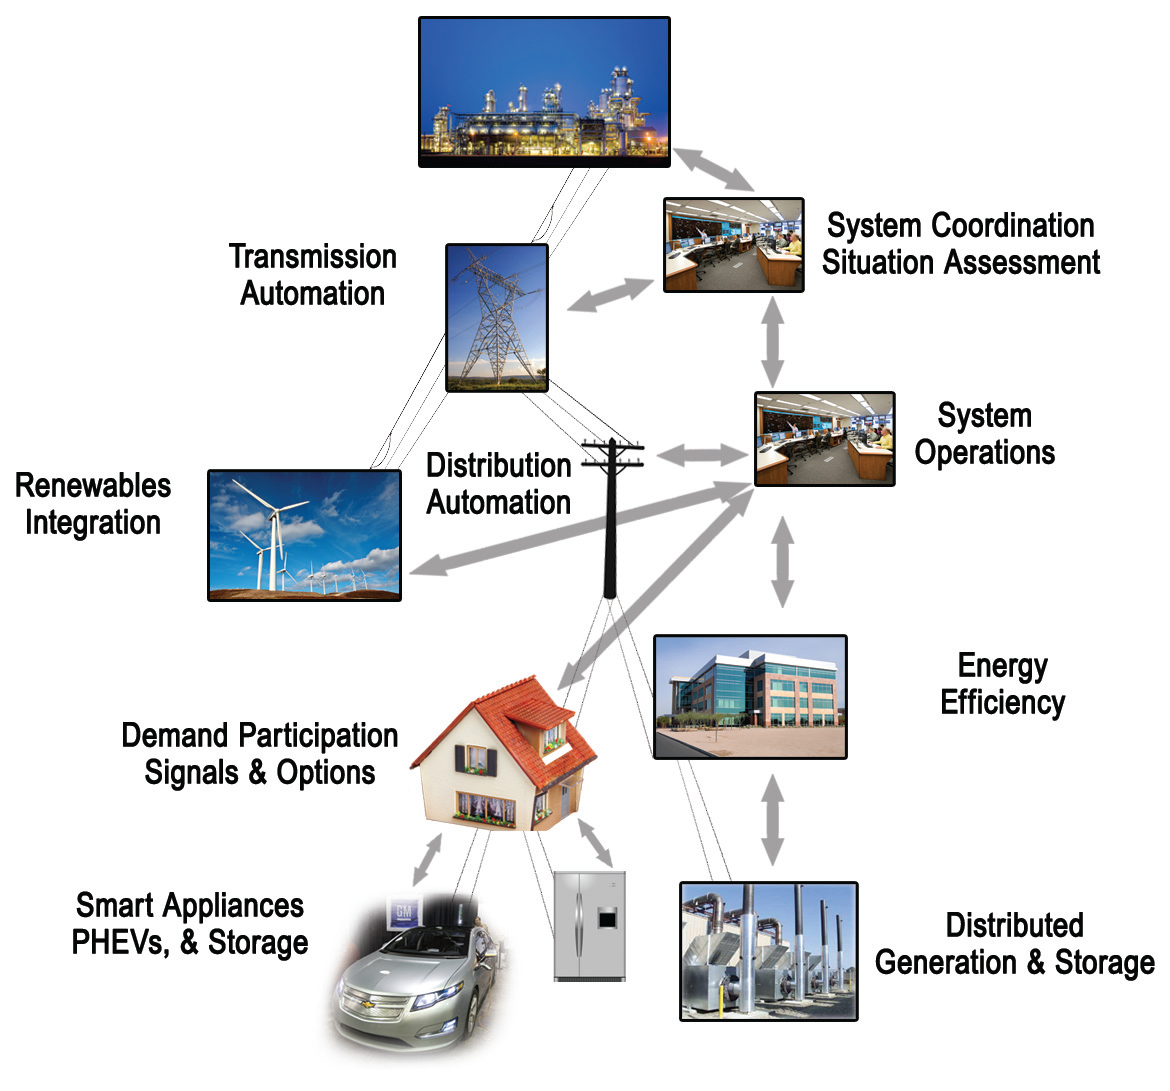 System Coordination
Situation Assessment
Transmission
Automation
System
Operations
Distribution
Automation
Renewables
Integration
Energy
Efficiency
Demand Participation
Signals & Options
Smart Appliances
PHEVs, & Storage
GM
Distributed
Generation & Storage